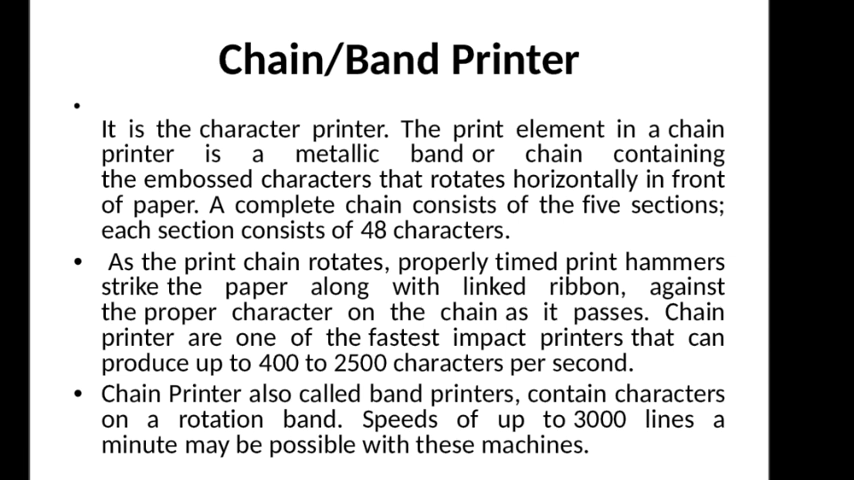 Chain/Band Printer
•
It is the character printer. The print element in a chain
printer is a metallic band or chain containing
the embossed characters that rotates horizontally in front
of paper. A complete chain consists of the five sections;
each section consists of 48 characters.
• As the print chain rotates, properly timed print hammers
strike the paper along with linked ribbon, against
the proper character on the chain as it passes. Chain
printer are one of the fastest impact printers that can
produce up to 400 to 2500 characters per second.
• Chain Printer also called band printers, contain characters
on a rotation band. Speeds of up to 3000 lines a
minute may be possible with these machines.